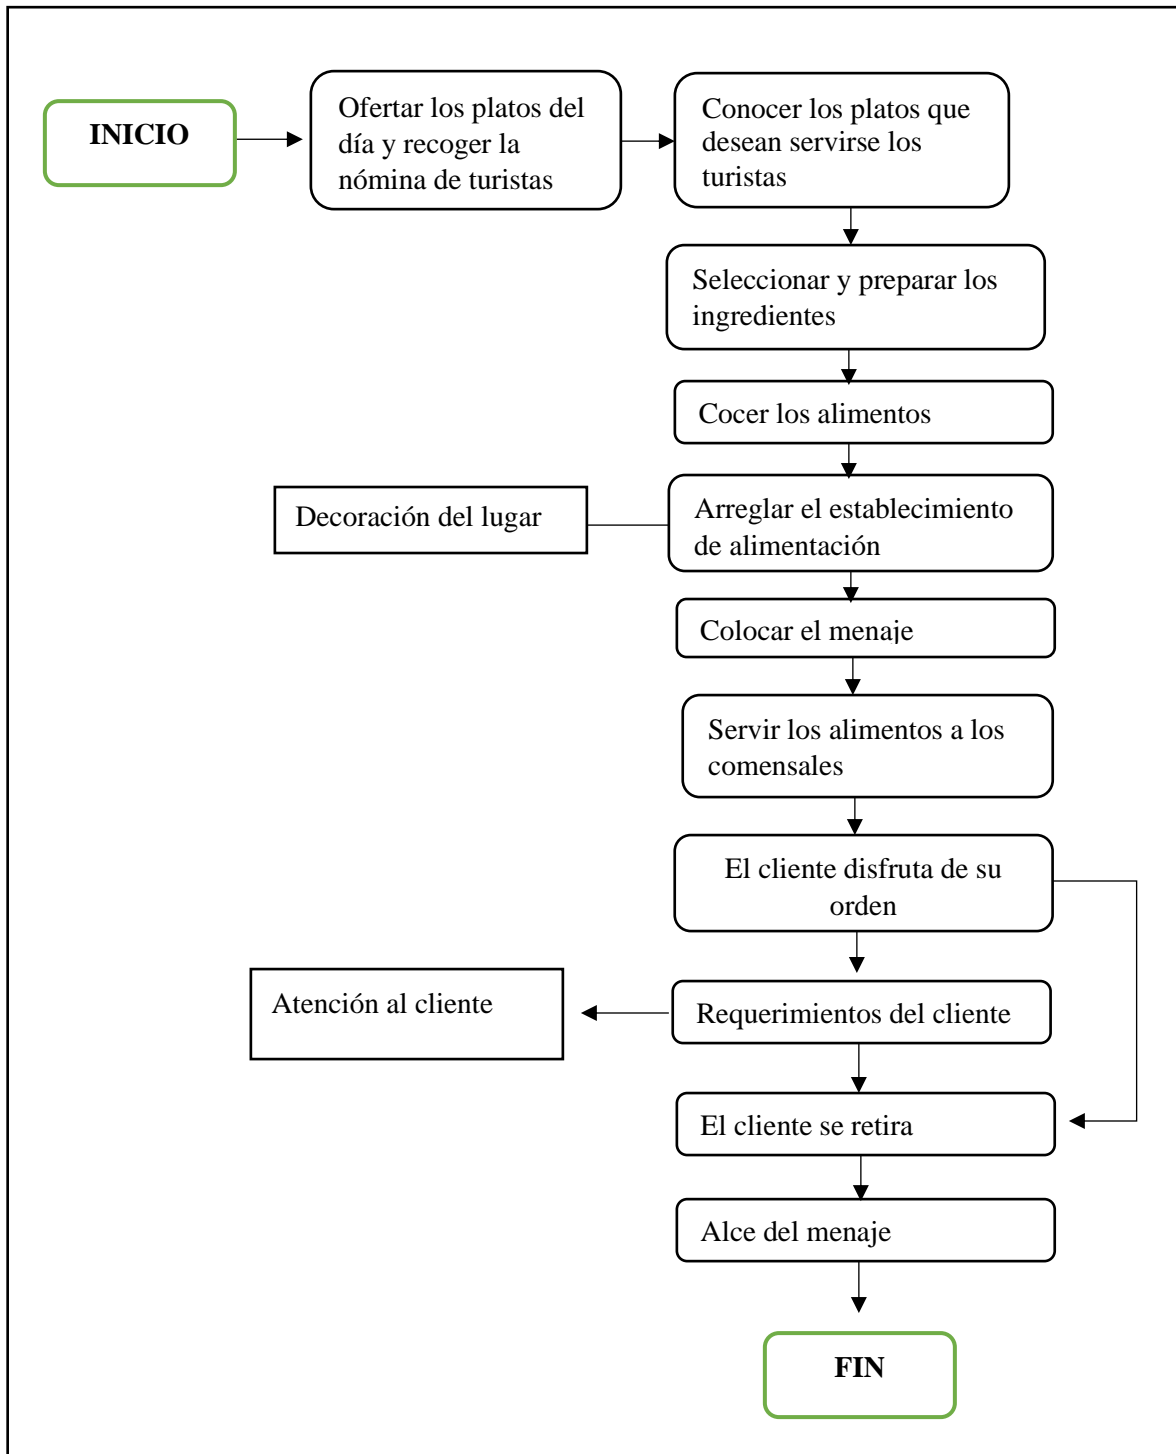 INICIO
Ofertar los platos del
día y recoger la
nómina de turistas
Conocer los platos que
desean servirse los
turistas
Seleccionar y preparar los
ingredientes
Cocer los alimentos
Decoración del lugar
Arreglar el establecimiento
de alimentación
Colocar el menaje
Servir los alimentos a los
comensales
El cliente disfruta de su
orden
Atención al cliente
Requerimientos del cliente
El cliente se retira
Alce del menaje
FIN